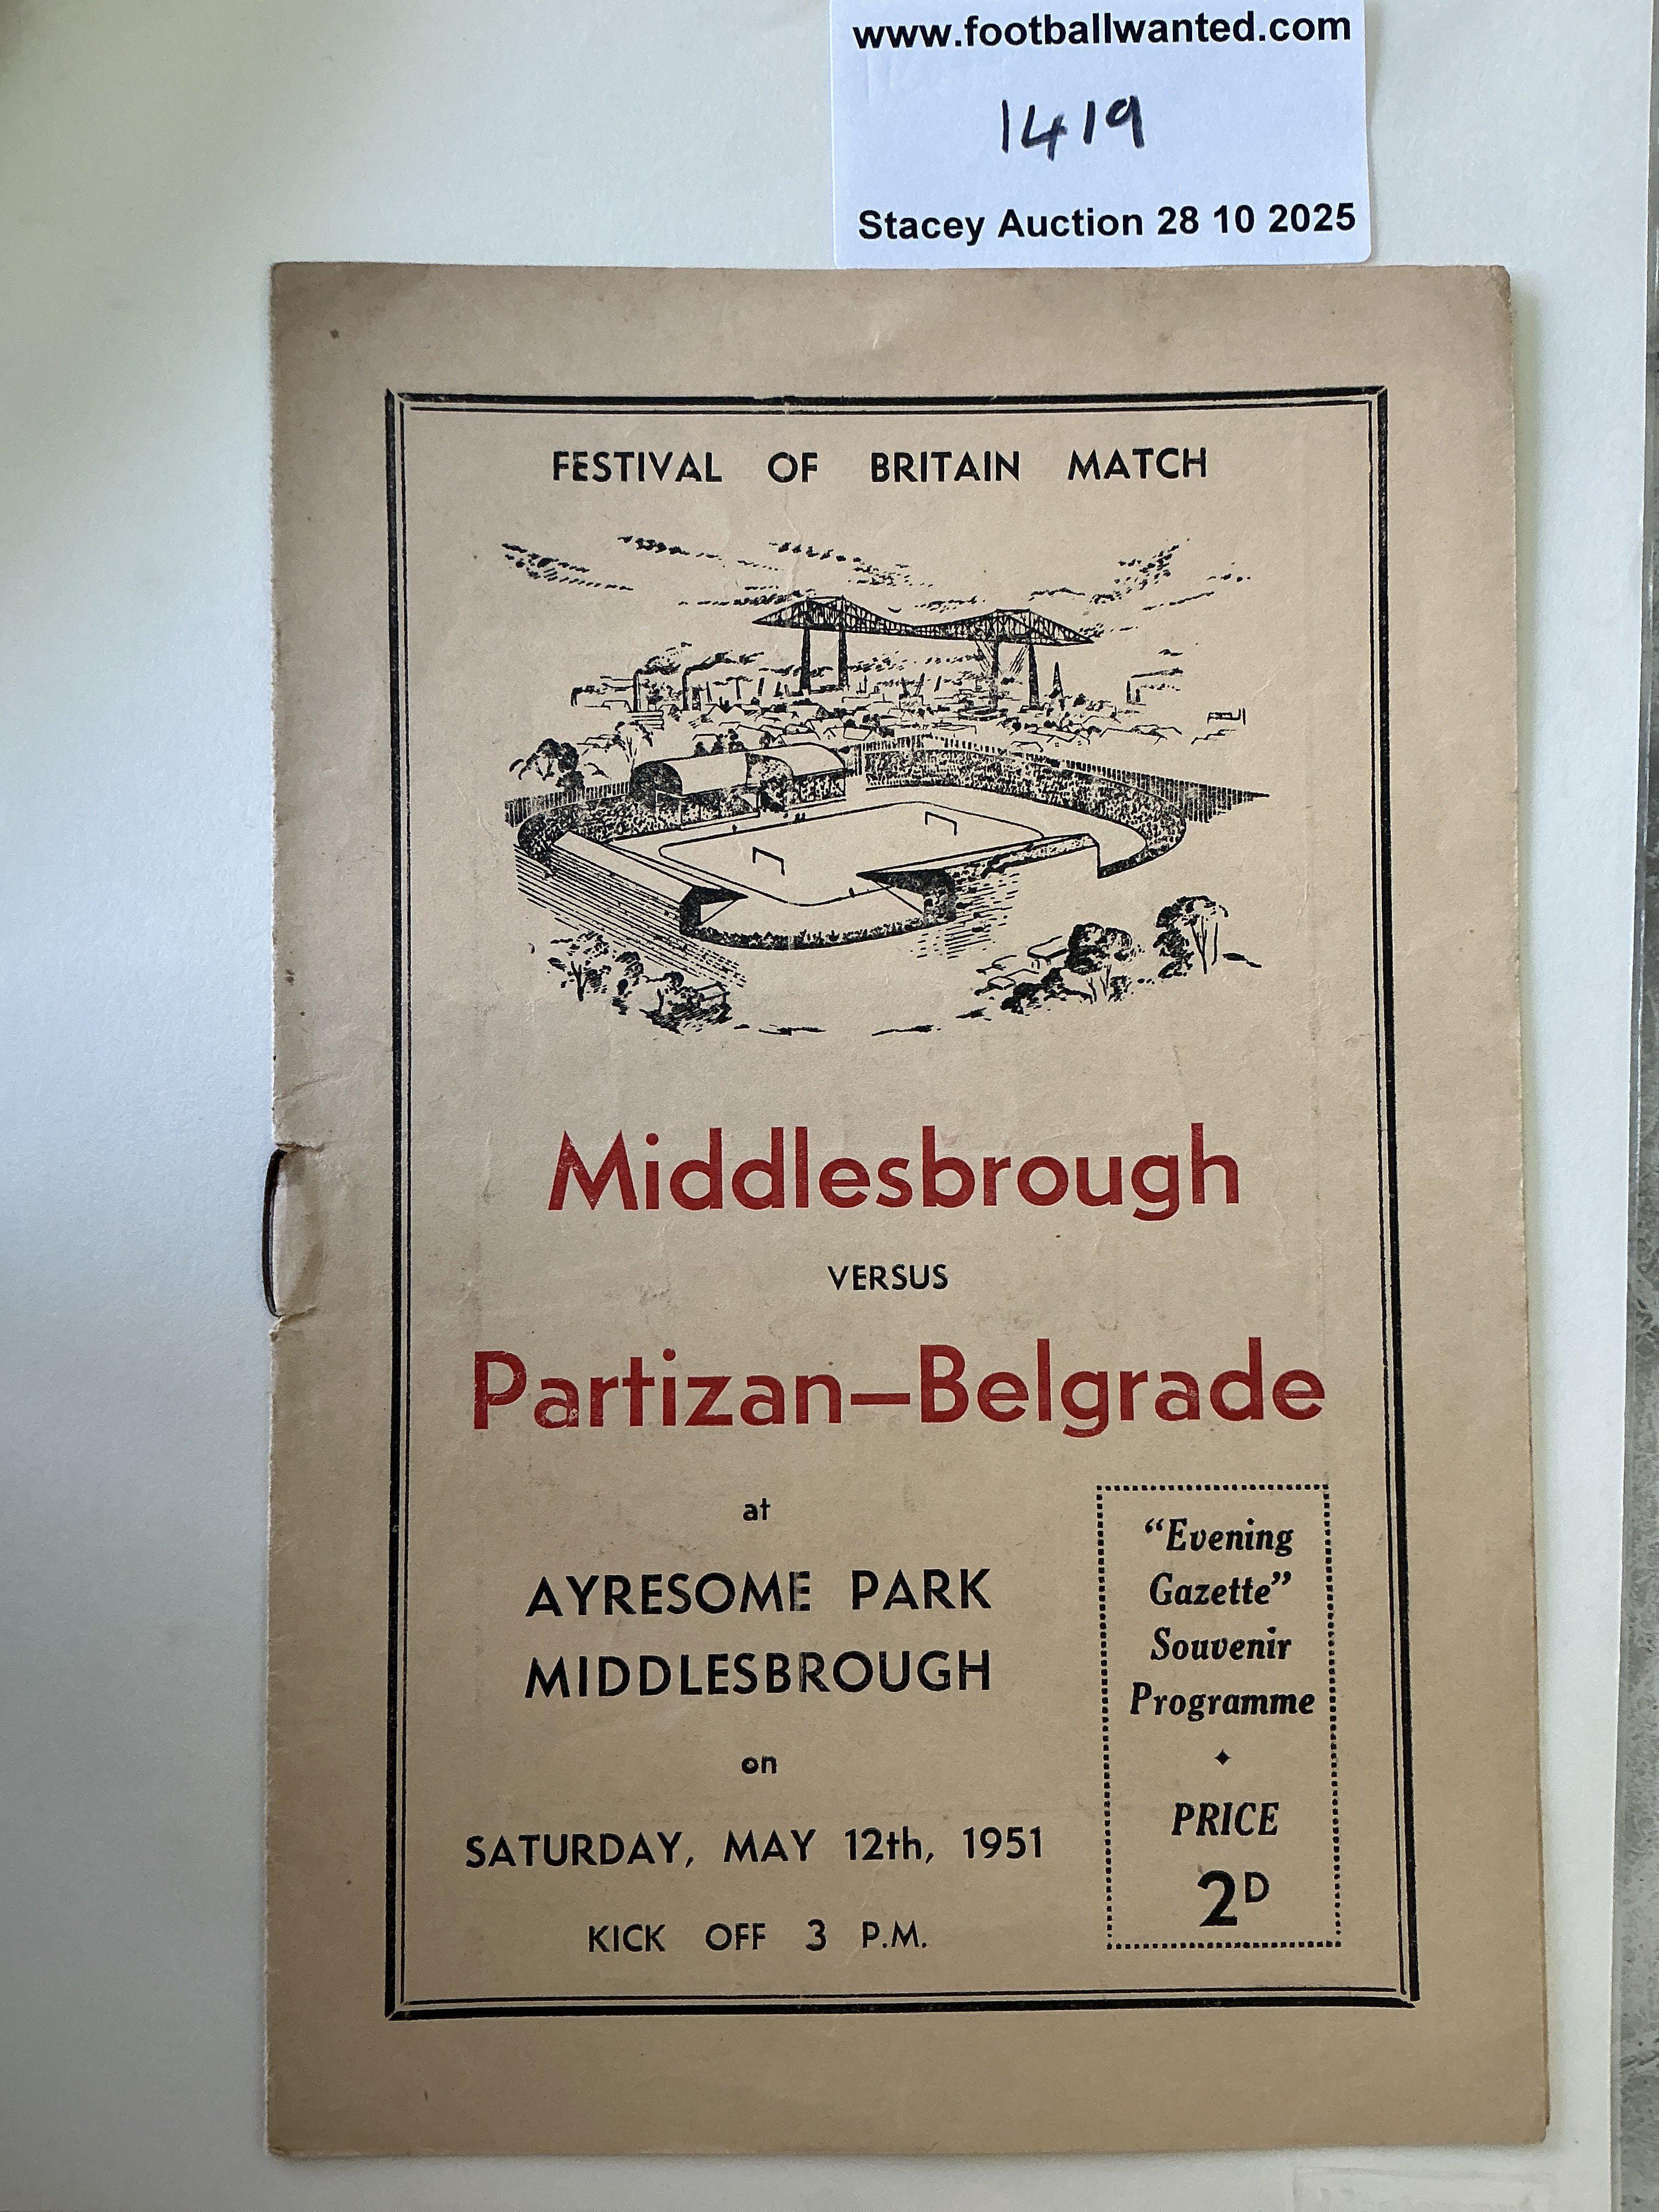 www.footballwanted.com
1419
Stacey Auction 28 10 2025
FESTIVAL OF BRITAIN MATCH
Middlesbrough
VERSUS
Partizan—Belgrade
at
AYRESOME PARK
MIDDLESBROUGH
on
SATURDAY, MAY 12th, 1951
KICK OFF 3 P.M.
"Evening
Gazette"
Souvenir
Programme
PRICE
2D